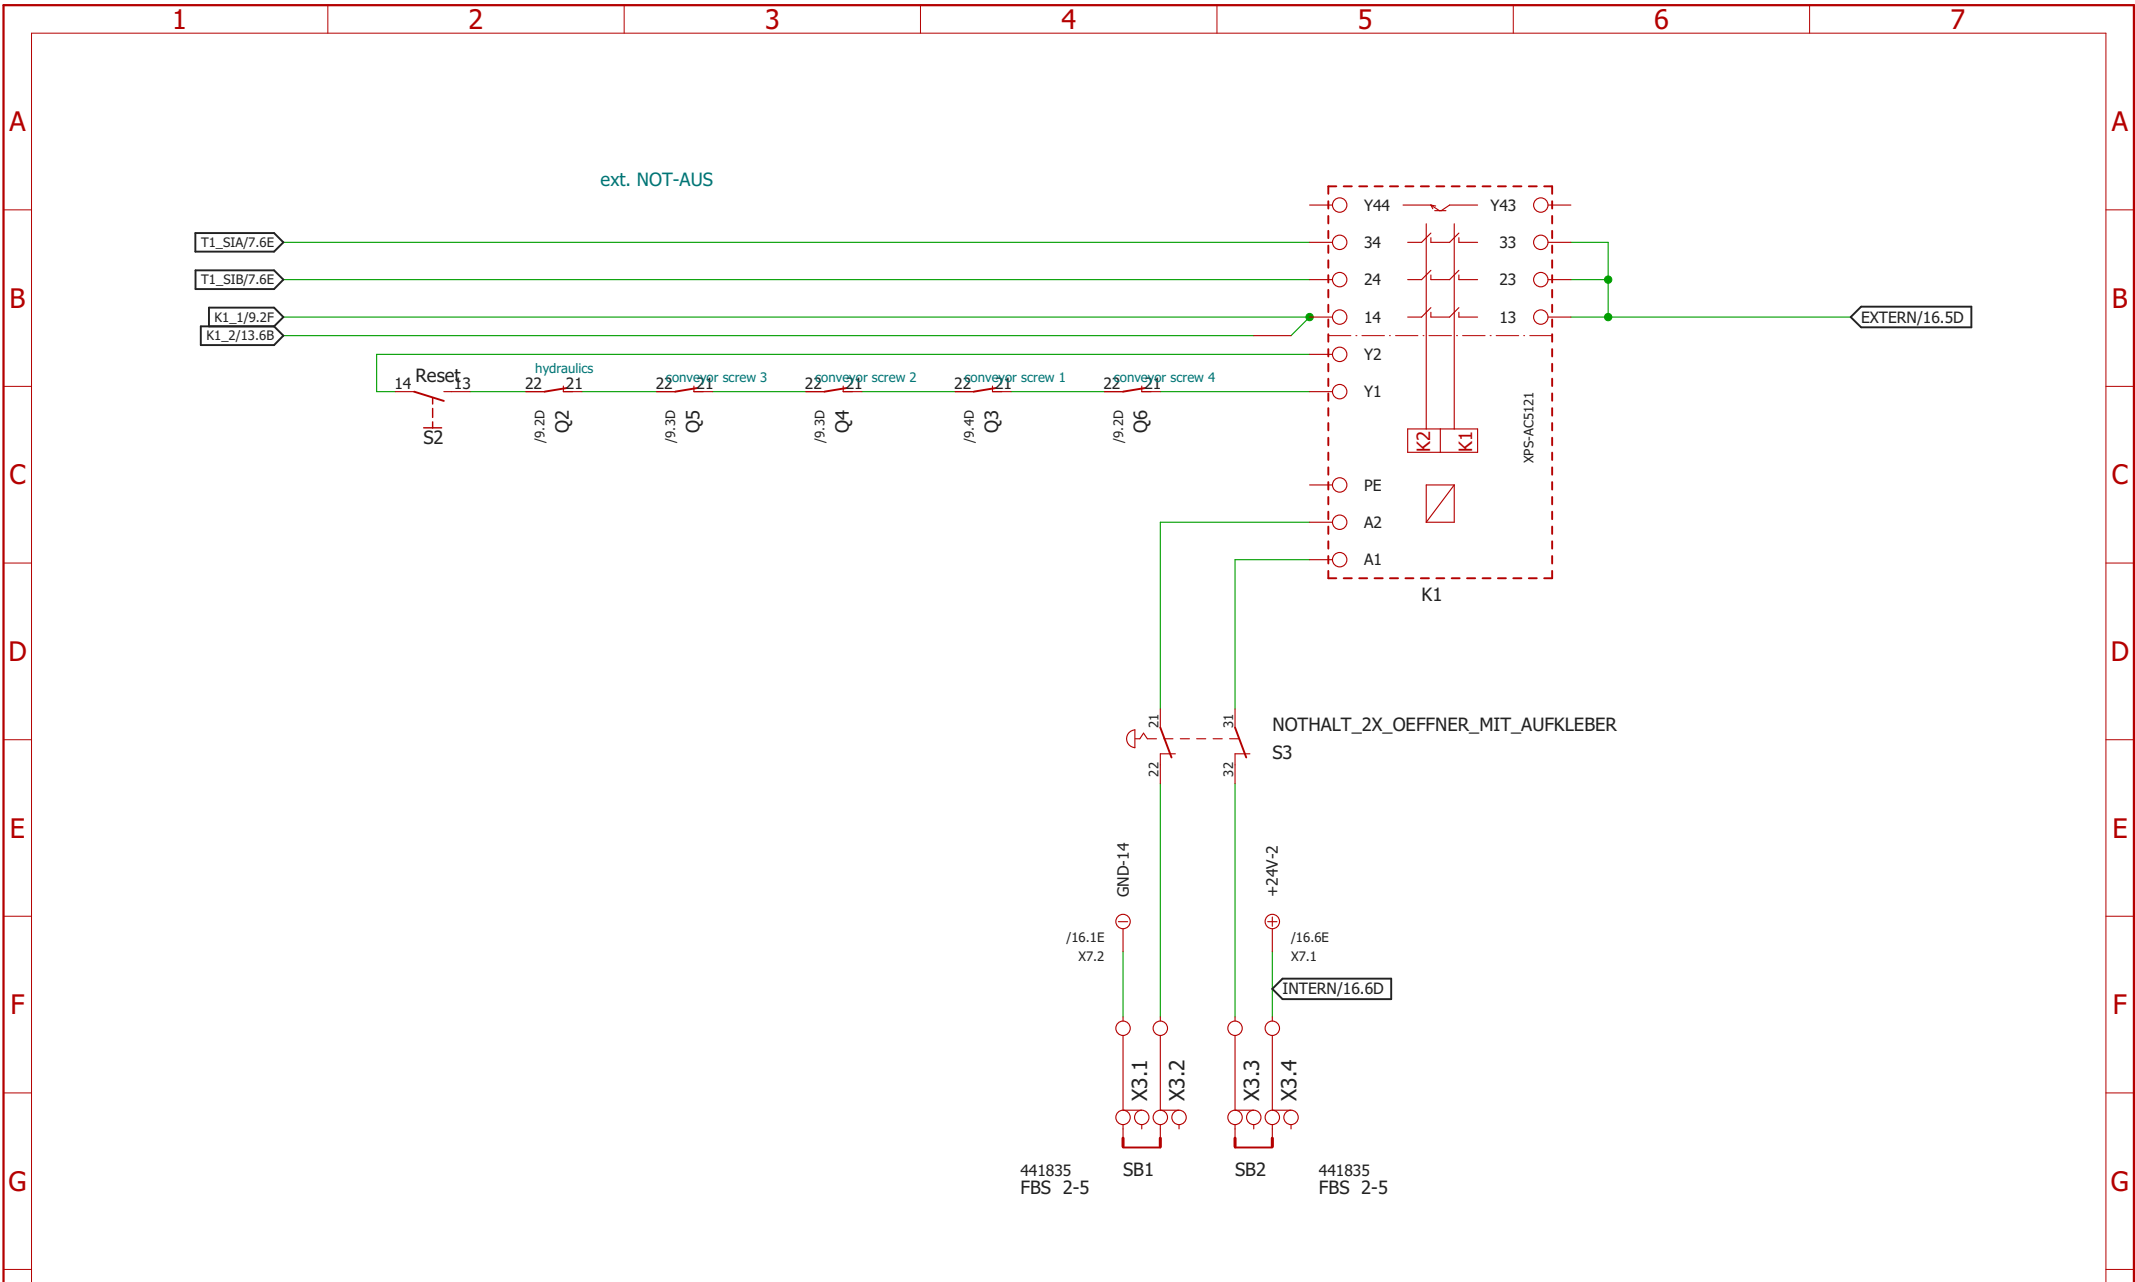 1 2 3 4 5 6 7
A A
ext. NOT-AUS
Y44 Y43
T1_SIA/7.6E 34 33
T1_SIB/7.6E 24 23
B B
K1_1/9.2F 14 13 EXTERN/16.5D
K1_2/13.6B
Y2
hydraulics conveyor screw 3 conveyor screw 2 conveyor screw 1 conveyor screw 4
14 Reset 13 22 21 22 21 22 21 22 21 22 21 Y1
/9.2D Q2 /9.3D Q5 /9.3D Q4 /9.4D Q3 /9.2D Q6
S2
K2 K1 XPS-AC5121
C C
PE
A2
A1
K1
D D
21 31 NOTHALT_2X_OEFFNER_MIT_AUFKLEBER
S3
22 32
E E
GND-14 +24V-2
/16.1E /16.6E
X7.2 X7.1
INTERN/16.6D
F F
X3.1 X3.2 X3.3 X3.4
441835 SB1 SB2 441835
FBS 2-5 FBS 2-5
G G